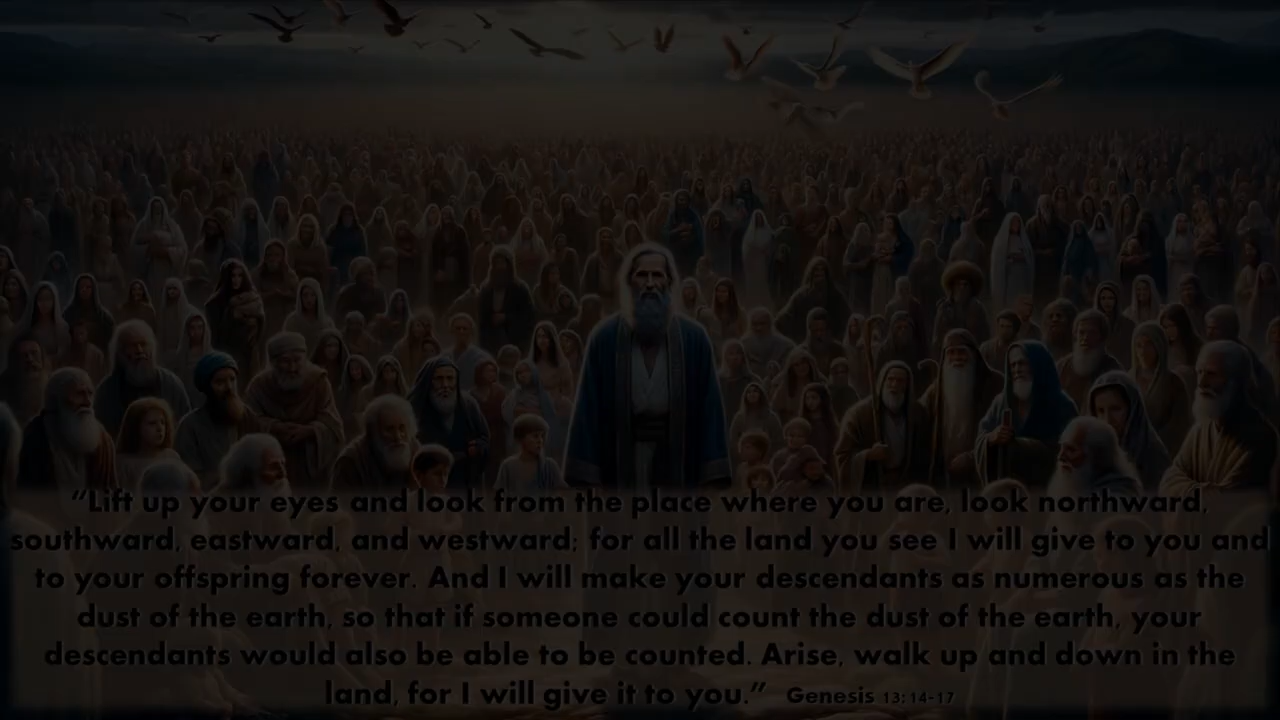 “Lift up your eyes and look from the place where you are, look northward,
southward, eastward, and westward; for all the land you see I will give to you and
to your offspring forever. And I will make your descendants as numerous as the
dust of the earth, so that if someone could count the dust of the earth, your
descendants would also be able to be counted. Arise, walk up and down in the
land, for I will give it to you.” Genesis 13:14-17